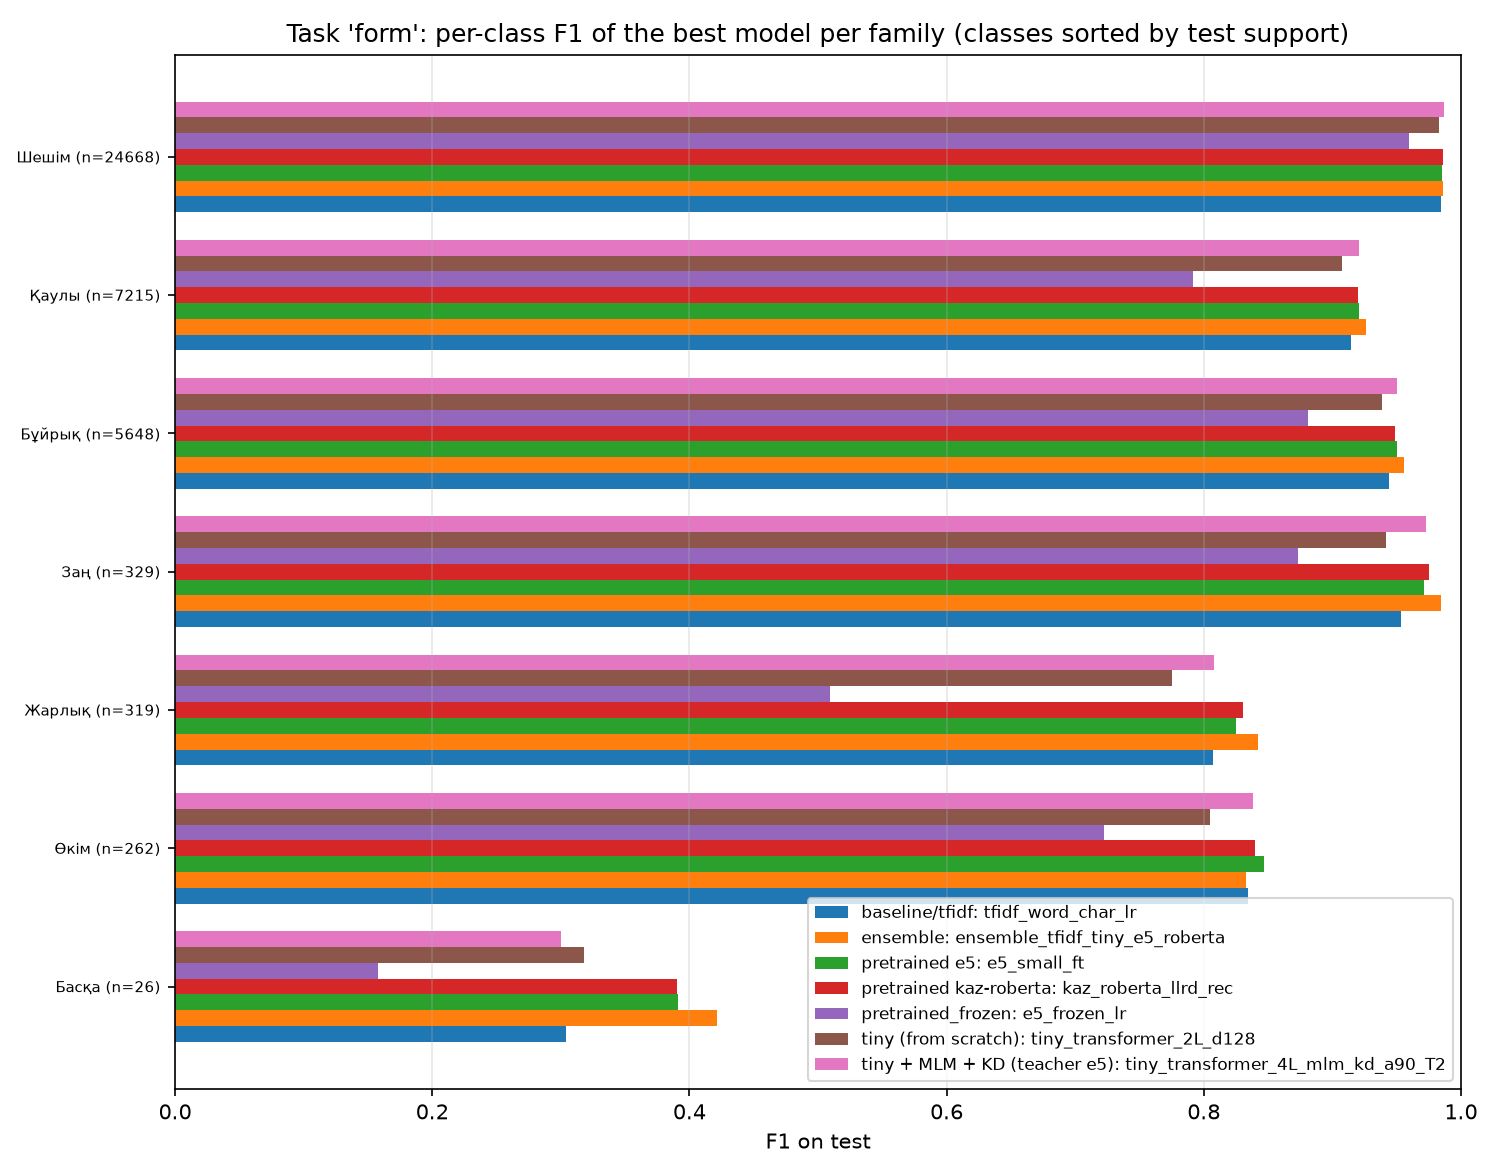 Task 'form': per-class F1 of the best model per family (classes sorted by test support)
Шешім (n=24668)
Қаулы (n=7215)
Бұйрық (n=5648)
Заң (n=329)
Жарлық (n=319)
Өкім (n=262)
Басқа (n=26)
baseline/tfidf: tfidf_word_char_lr
ensemble: ensemble_tfidf_tiny_e5_roberta
pretrained e5: e5_small_ft
pretrained kaz-roberta: kaz_roberta_llrd_rec
pretrained_frozen: e5_frozen_lr
tiny (from scratch): tiny_transformer_2L_d128
tiny + MLM + KD (teacher e5): tiny_transformer_4L_mlm_kd_a90_T2
0.0 0.2 0.4 0.6 0.8 1.0
F1 on test